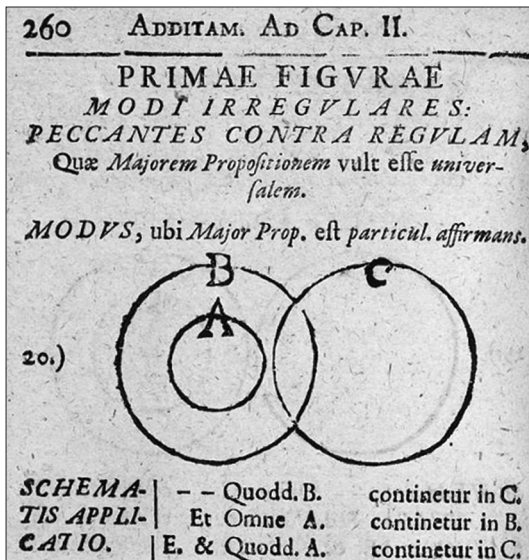 260 ADDITAM. AD CAP. II.
PRIMAE FIGVRAE
MODI IRREGVLARES:
PECCANTES CONTRA REGVLAM,
Quæ Majorem Propoſitionem vult eſſe univer-
ſalem.
MODVS, ubi Major Prop. eſt particul. affirmans.
B C
A
20.)
SCHEMA- | - - Quodd. B. continetur in C.
TIS APPLI- | Et Omne A. continetur in B.
CATIO. | E. & Quodd. A. continetur in C.